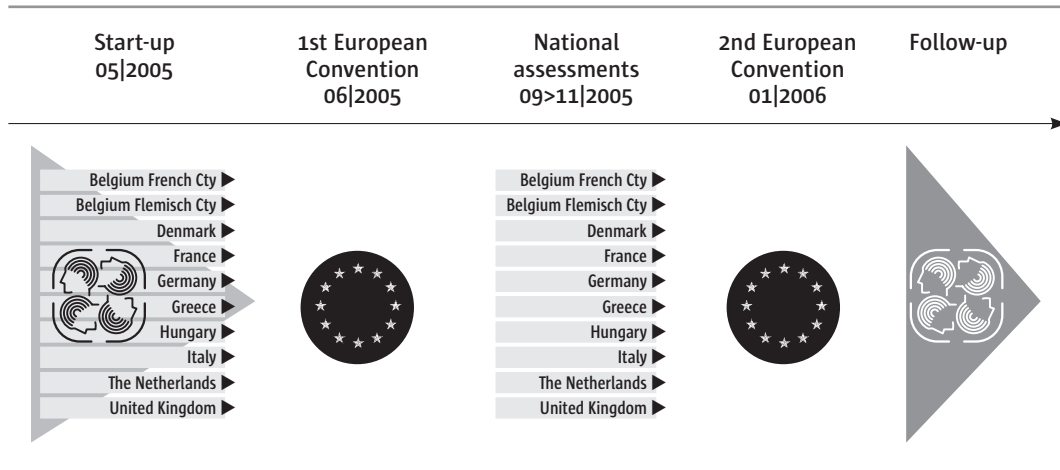 Start-up
05|2005
1st European
Convention
06|2005
National
assessments
09>11|2005
2nd European
Convention
01|2006
Follow-up
Belgium French Cty
Belgium Flemisch Cty
Denmark
France
Germany
Greece
Hungary
Italy
The Netherlands
United Kingdom
Belgium French Cty
Belgium Flemisch Cty
Denmark
France
Germany
Greece
Hungary
Italy
The Netherlands
United Kingdom